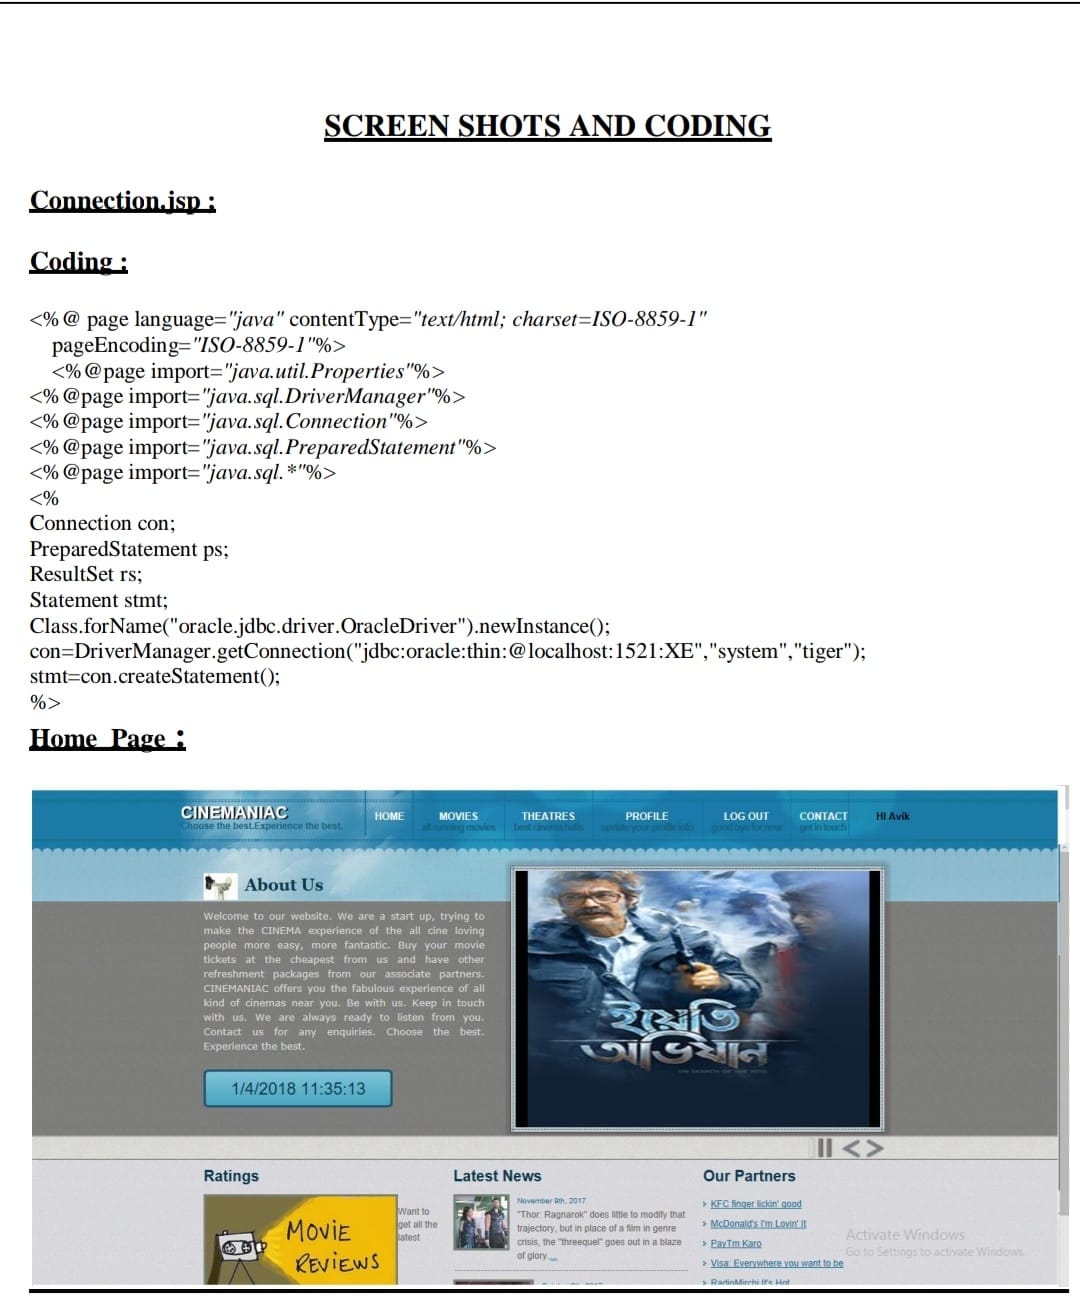 SCREEN SHOTS AND CODING
Connection.jsp ;
Coding :
<%@ page language="java" contentType="text/html; charset=ISO-8859-1"
pageEncoding="ISO-8859-1"%>
<%@page import="java.util.Properties"%>
<%@page import="java.sql.DriverManager"%>
<%@page import="java.sql.Connection"%>
<%@page import="java.sql.PreparedStatement"%>
<%@page import="java.sql.*"%>
<%
Connection con;
PreparedStatement ps;
ResultSet rs;
Statement stmt;
Class.forName("oracle.jdbc.driver.OracleDriver").newInstance();
con=DriverManager.getConnection("jdbc:oracle:thin:@localhost:1521:XE","system","tiger");
stmt=con.createStatement();
%>
Home Page :
CINEMANIAC
Choose the best.Experience the best.
HOME
MOVIES
all running movies
THEATRES
best cinema halls
PROFILE
update your profile info
LOG OUT
good bye for now
CONTACT
get in touch
HI Avik
About Us
Welcome to our website. We are a start up, trying to
make the CINEMA experience of the all cine loving
people more easy, more fantastic. Buy your movie
tickets at the cheapest from us and have other
refreshment packages from our associate partners.
CINEMANIAC offers you the fabulous experience of all
kind of cinemas near you. Be with us. Keep in touch
with us. We are always ready to listen from you.
Contact us for any enquiries. Choose the best.
Experience the best.
1/4/2018 11:35:13
ইয়েতি
অভিযান
IN SEARCH OF THE YETI
Ratings
MOVIE
REVIEWS
Want to
get all the
latest
Latest News
November 9th, 2017
"Thor: Ragnarok" does little to modify that
trajectory, but in place of a film in genre
crisis, the "threequel" goes out in a blaze
of glory....
Our Partners
KFC finger lickin' good
McDonald's I'm Lovin' It
PayTm Karo
Visa: Everywhere you want to be
RadioMirchi It's Hot
Activate Windows
Go to Settings to activate Windows.